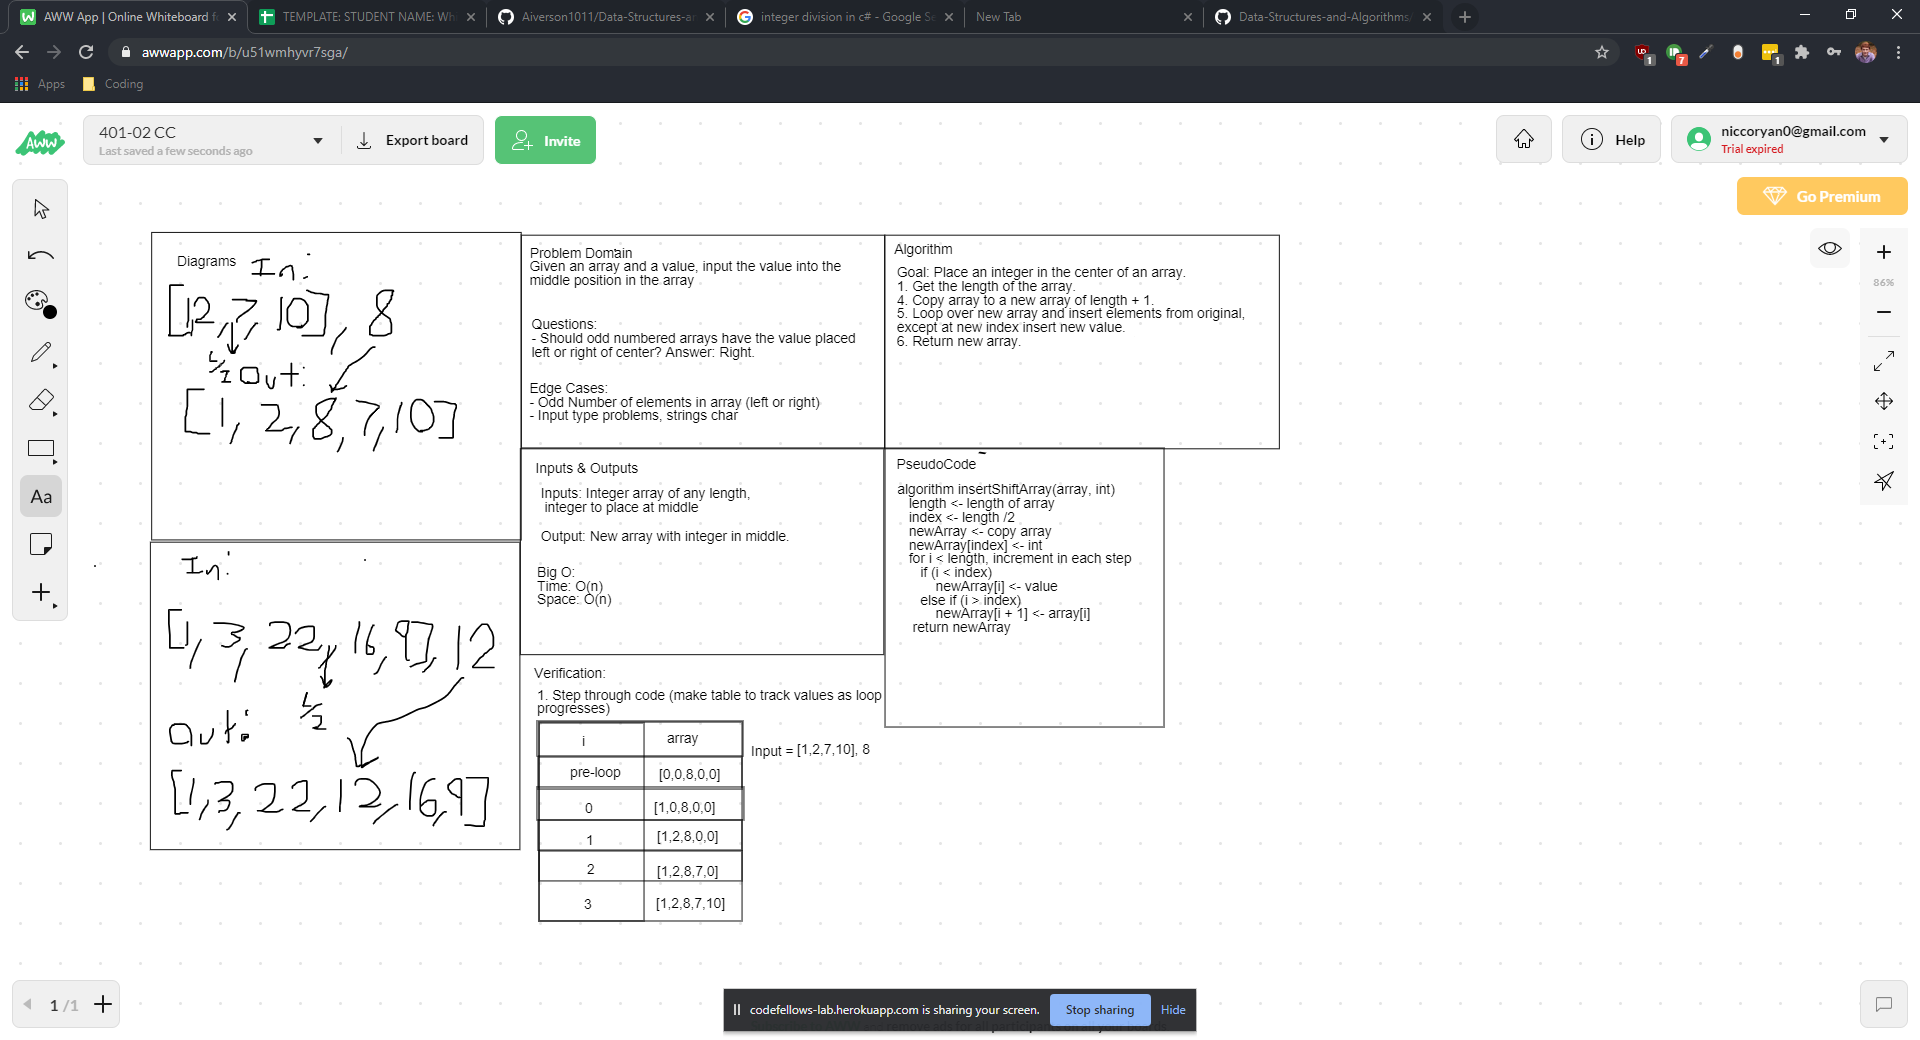 AWW App | Online Whiteboard f
TEMPLATE: STUDENT NAME: Wh
Aiverson1011/Data-Structures-a
integer division in c# - Google Se
New Tab
Data-Structures-and-Algorithms/
awwapp.com/b/u51wmhyvr7sga/
1
7
1
Apps
Coding
AWW
401-02 CC
Last saved a few seconds ago
Export board
Invite
Help
niccoryan0@gmail.com
Trial expired
Go Premium
86%
Aa
Diagrams
In:
[1,2,7,10], 8
L/2
Out:
[1, 2, 8, 7, 10]
Problem Domain
Given an array and a value, input the value into the
middle position in the array
Questions:
- Should odd numbered arrays have the value placed
left or right of center? Answer: Right.
Edge Cases:
- Odd Number of elements in array (left or right)
- Input type problems, strings char
Algorithm
Goal: Place an integer in the center of an array.
1. Get the length of the array.
4. Copy array to a new array of length + 1.
5. Loop over new array and insert elements from original,
except at new index insert new value.
6. Return new array.
In:
[1, 3, 22, 16, 9], 12
L/2
Out:
[1,3, 22, 12, 16,9]
Inputs & Outputs
Inputs: Integer array of any length,
integer to place at middle
Output: New array with integer in middle.
Big O:
Time: O(n)
Space: O(n)
PseudoCode
algorithm insertShiftArray(array, int)
length <- length of array
index <- length /2
newArray <- copy array
newArray[index] <- int
for i < length, increment in each step
if (i < index)
newArray[i] <- value
else if (i > index)
newArray[i + 1] <- array[i]
return newArray
Verification:
1. Step through code (make table to track values as loop
progresses)
i array
pre-loop [0,0,8,0,0]
0 [1,0,8,0,0]
1 [1,2,8,0,0]
2 [1,2,8,7,0]
3 [1,2,8,7,10]
Input = [1,2,7,10], 8
1 /1
codefellows-lab.herokuapp.com is sharing your screen.
Stop sharing
Hide